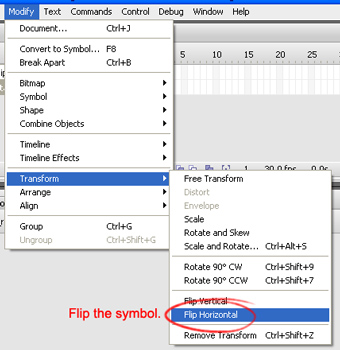 Modify Text Commands Control Debug Window Help
Document... Ctrl+J
Convert to Symbol... F8
Break Apart Ctrl+B
5 10 15 20 25
Bitmap
Symbol
Shape
Combine Objects
Timeline
Timeline Effects
1 30.0 fps 0.0s
Transform
Arrange
Align
Group Ctrl+G
Ungroup Ctrl+Shift+G
Free Transform
Distort
Envelope
Scale
Rotate and Skew
Scale and Rotate... Ctrl+Alt+S
Rotate 90° CW Ctrl+Shift+9
Rotate 90° CCW Ctrl+Shift+7
Flip Vertical
Flip the symbol.
Flip Horizontal
Remove Transform Ctrl+Shift+Z